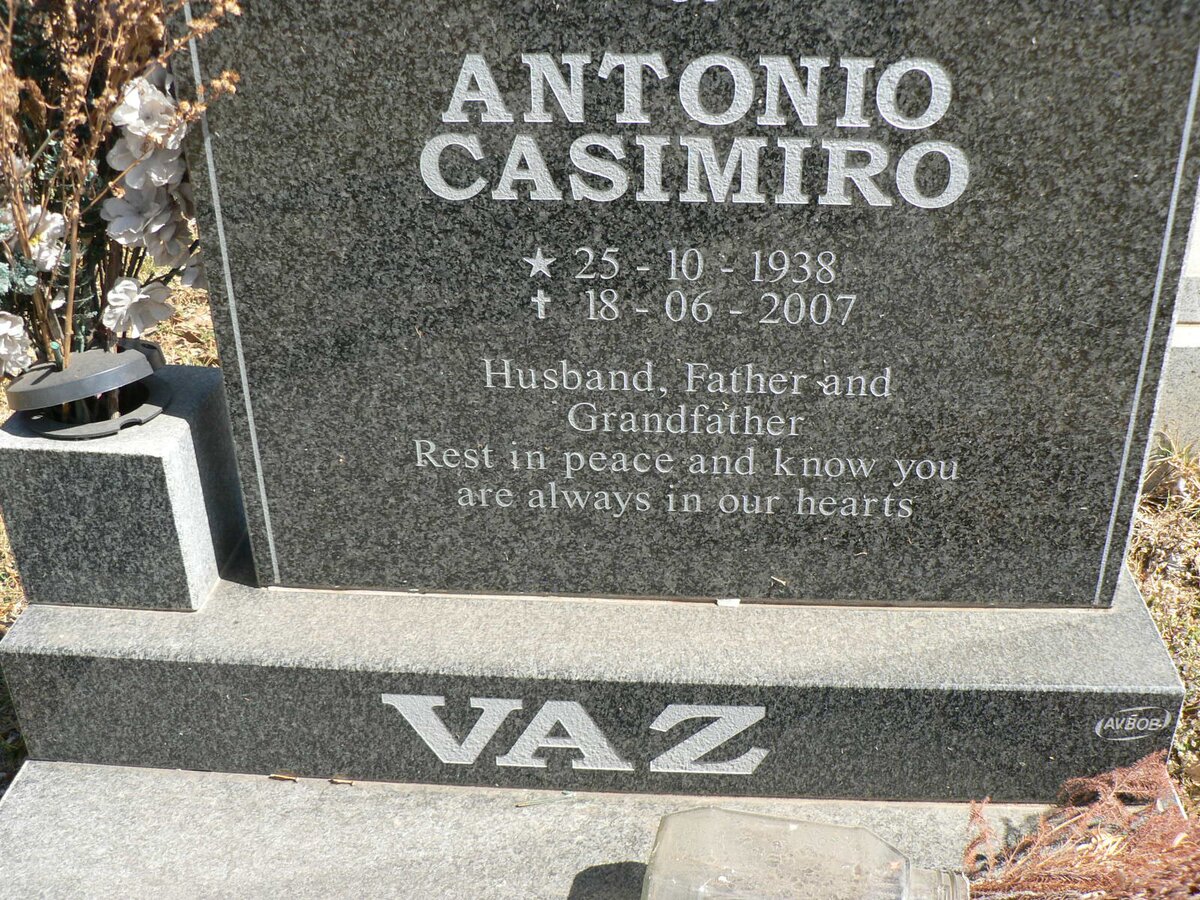 ANTONIO
CASIMIRO
★ 25 - 10 - 1938
✝ 18 - 06 - 2007
Husband, Father and
Grandfather
Rest in peace and know you
are always in our hearts
VAZ
AVBOB